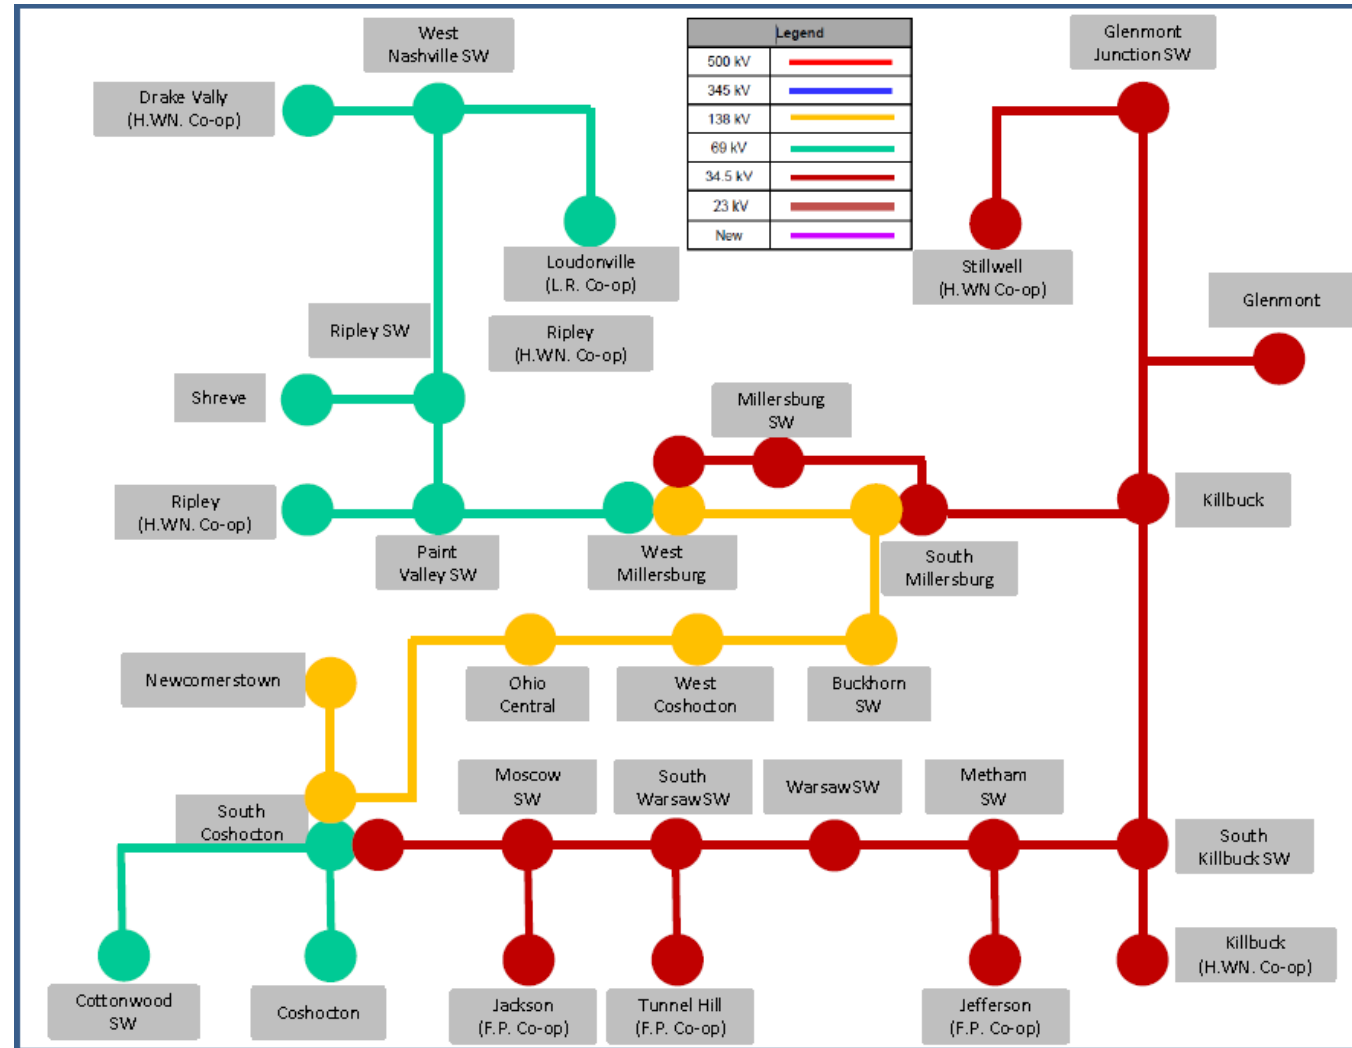 West
Nashville SW
Legend
500 kV
345 kV
138 kV
69 kV
34.5 kV
23 kV
New
Glenmont
Junction SW
Drake Vally
(H.WN. Co-op)
Loudonville
(L.R. Co-op)
Stillwell
(H.WN Co-op)
Glenmont
Ripley SW
Ripley
(H.WN. Co-op)
Shreve
Millersburg
SW
Ripley
(H.WN. Co-op)
Killbuck
Paint
Valley SW
West
Millersburg
South
Millersburg
Newcomerstown
Ohio
Central
West
Coshocton
Buckhorn
SW
South
Coshocton
Moscow
SW
South
Warsaw SW
Warsaw SW
Metham
SW
South
Killbuck SW
Killbuck
(H.WN. Co-op)
Cottonwood
SW
Coshocton
Jackson
(F.P. Co-op)
Tunnel Hill
(F.P. Co-op)
Jefferson
(F.P. Co-op)